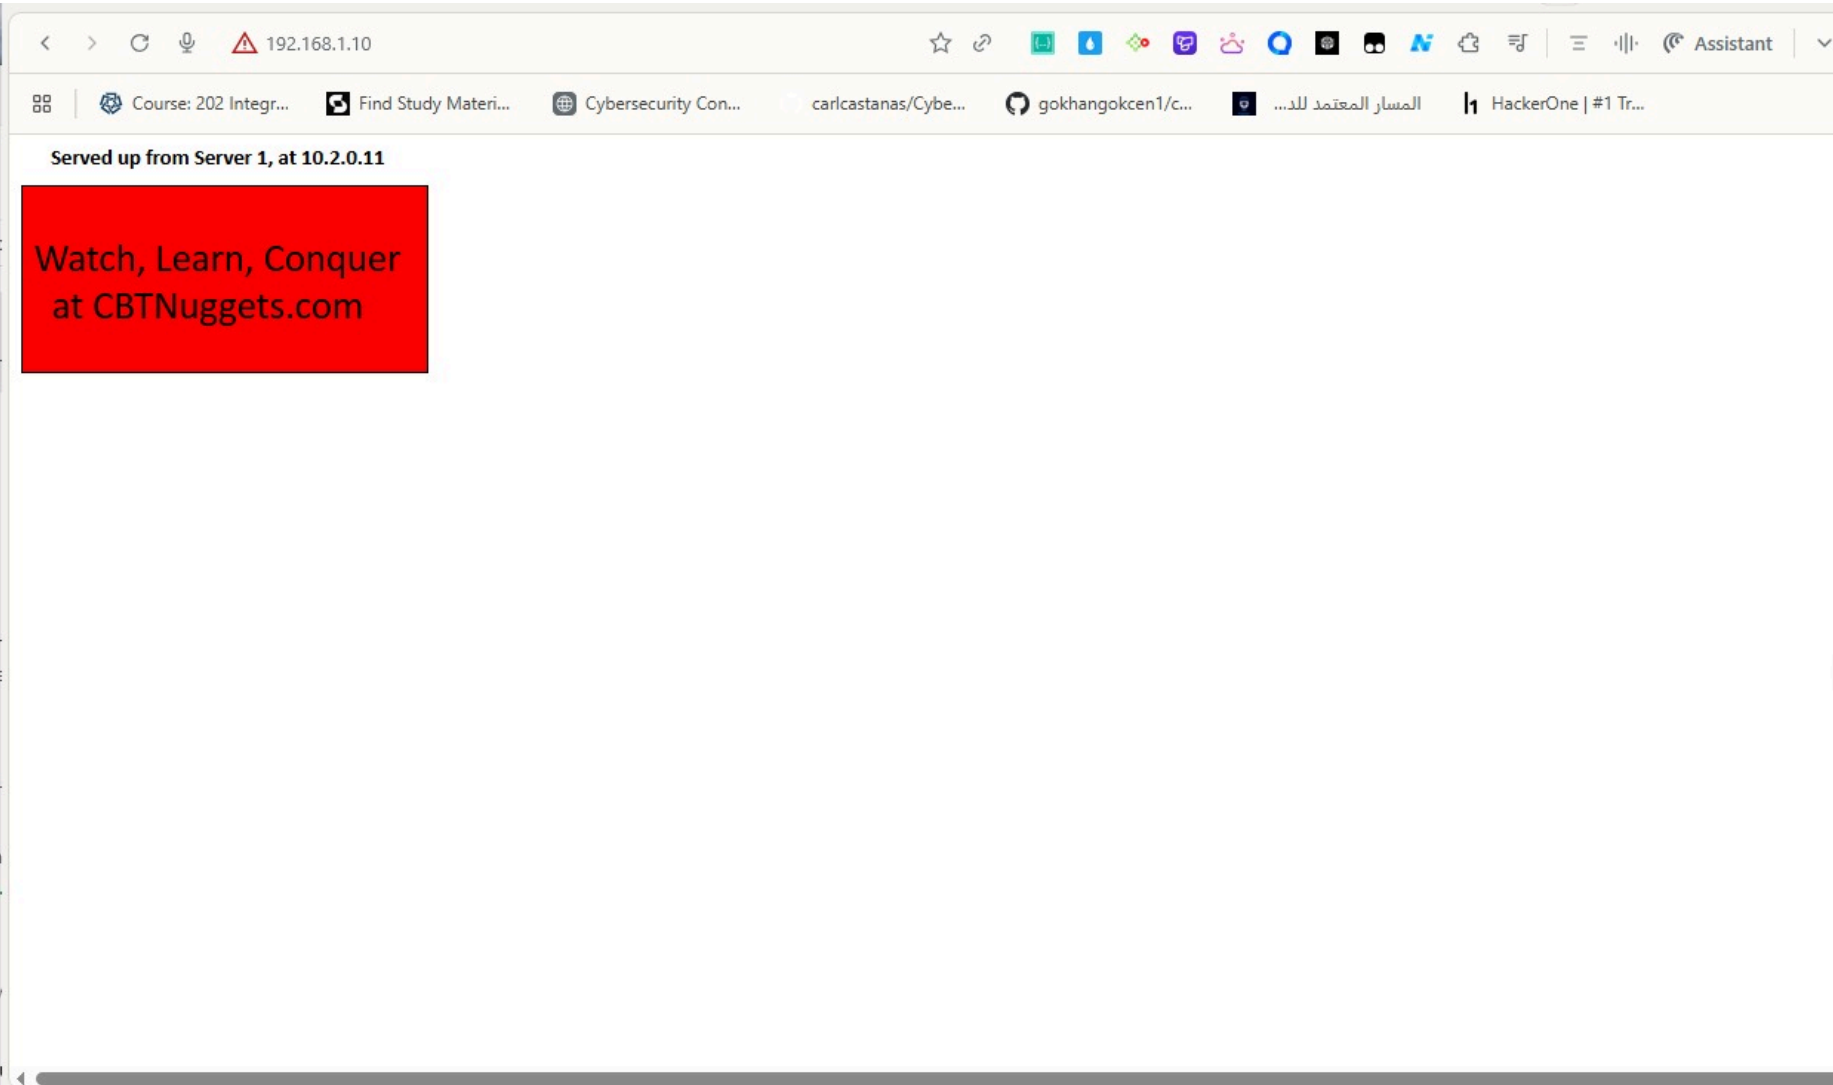 192.168.1.10
Assistant
Course: 202 Integr...
Find Study Materi...
Cybersecurity Con...
carlcastanas/Cybe...
gokhangokcen1/c...
المسار المعتمد للد...
HackerOne | #1 Tr...
Served up from Server 1, at 10.2.0.11
Watch, Learn, Conquer
at CBTNuggets.com